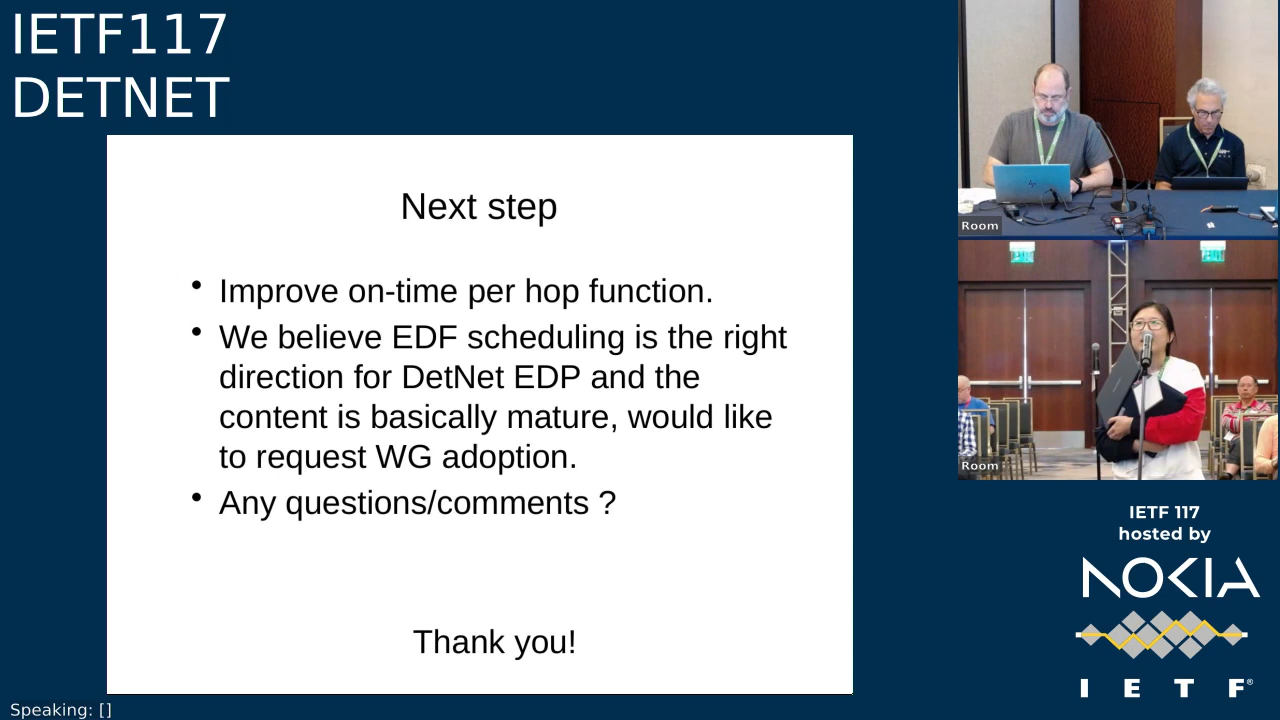 IETF117
DETNET
Next step
• Improve on-time per hop function.
• We believe EDF scheduling is the right
direction for DetNet EDP and the
content is basically mature, would like
to request WG adoption.
• Any questions/comments ?
Thank you!
Room
Room
IETF 117
hosted by
NOKIA
I E T F®
Speaking: []